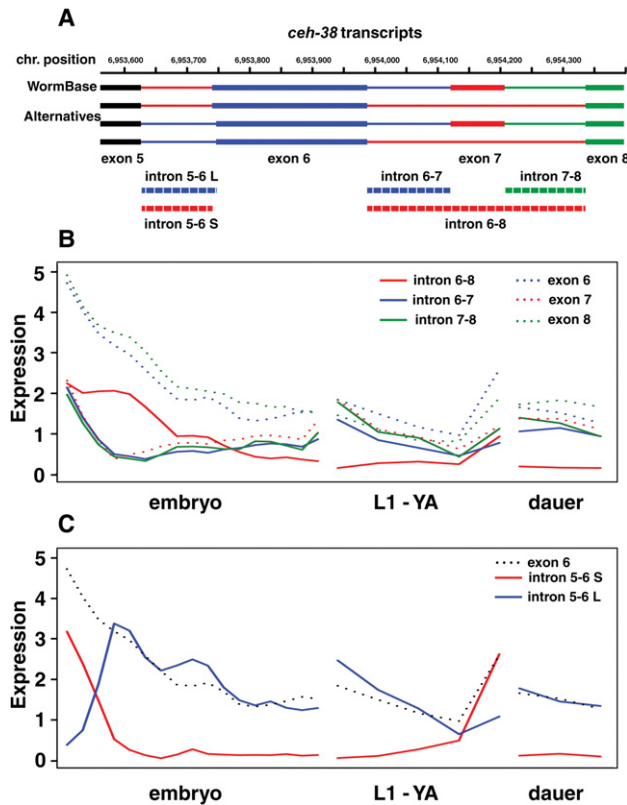 A
ceh-38 transcripts
chr. position
6,953,600 6,953,700 6,953,800 6,953,900 6,954,000 6,954,100 6,954,200 6,954,300
WormBase
Alternatives
exon 5 exon 6 exon 7 exon 8
intron 5-6 L intron 6-7 intron 7-8
intron 5-6 S intron 6-8
B
Expression
5
4
3
2
1
0
intron 6-8 exon 6
intron 6-7 exon 7
intron 7-8 exon 8
embryo L1 - YA dauer
C
Expression
5
4
3
2
1
0
exon 6
intron 5-6 S
intron 5-6 L
embryo L1 - YA dauer